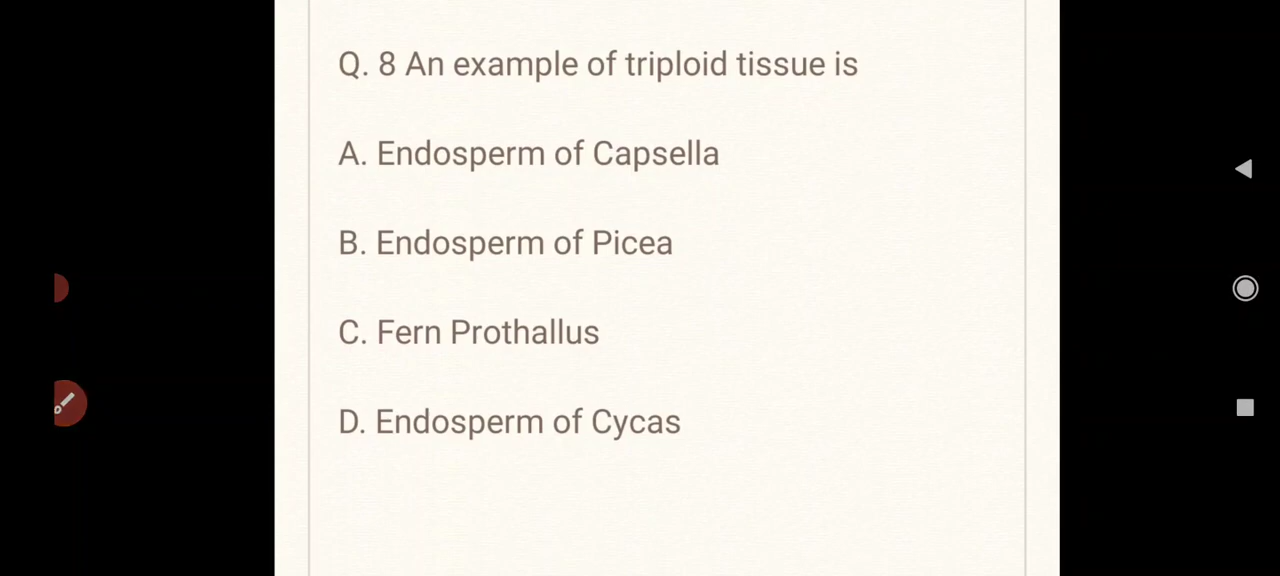 Q. 8 An example of triploid tissue is
A. Endosperm of Capsella
B. Endosperm of Picea
C. Fern Prothallus
D. Endosperm of Cycas